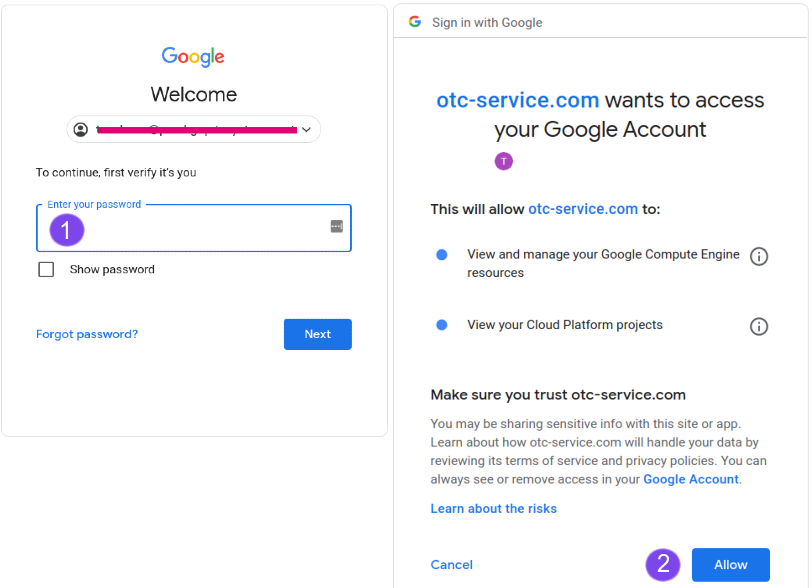 Google
Welcome
To continue, first verify it's you
Enter your password
1
Show password
Forgot password?
Next
Sign in with Google
otc-service.com wants to access
your Google Account
T
This will allow otc-service.com to:
View and manage your Google Compute Engine
resources
View your Cloud Platform projects
Make sure you trust otc-service.com
You may be sharing sensitive info with this site or app.
Learn about how otc-service.com will handle your data by
reviewing its terms of service and privacy policies. You can
always see or remove access in your Google Account.
Learn about the risks
Cancel
2
Allow